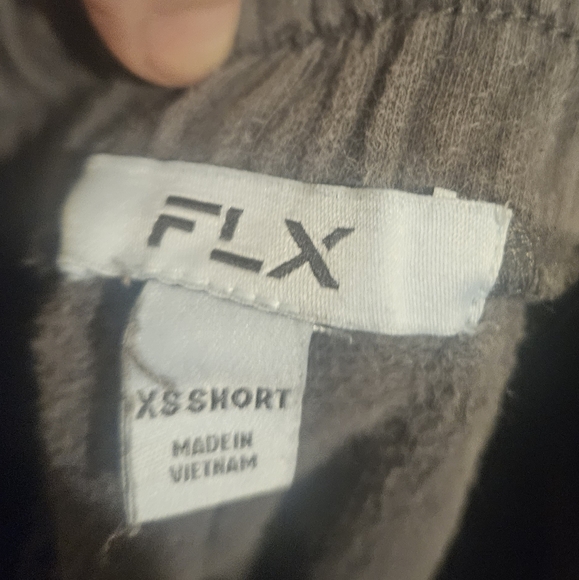 FLX
XS SHORT
MADE IN
VIETNAM